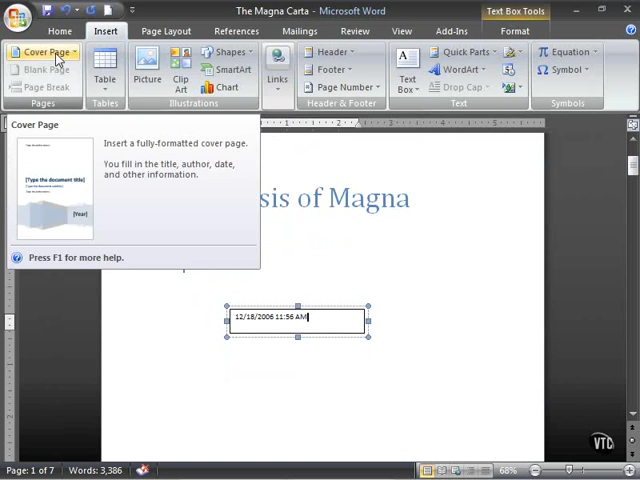 The Magna Carta - Microsoft Word
Text Box Tools
Home
Insert
Page Layout
References
Mailings
Review
View
Add-Ins
Format
Cover Page
Blank Page
Page Break
Pages
Table
Tables
Picture
Clip
Art
Shapes
SmartArt
Chart
Illustrations
Links
Header
Footer
Page Number
Header & Footer
Text
Box
Quick Parts
WordArt
Drop Cap
Text
Equation
Symbol
Symbols
Cover Page
Insert a fully-formatted cover page.
You fill in the title, author, date,
and other information.
[Type the document title]
[Year]
Press F1 for more help.
sis of Magna
12/18/2006 11:56 AM
VTC
Page: 1 of 7
Words: 3,386
68%